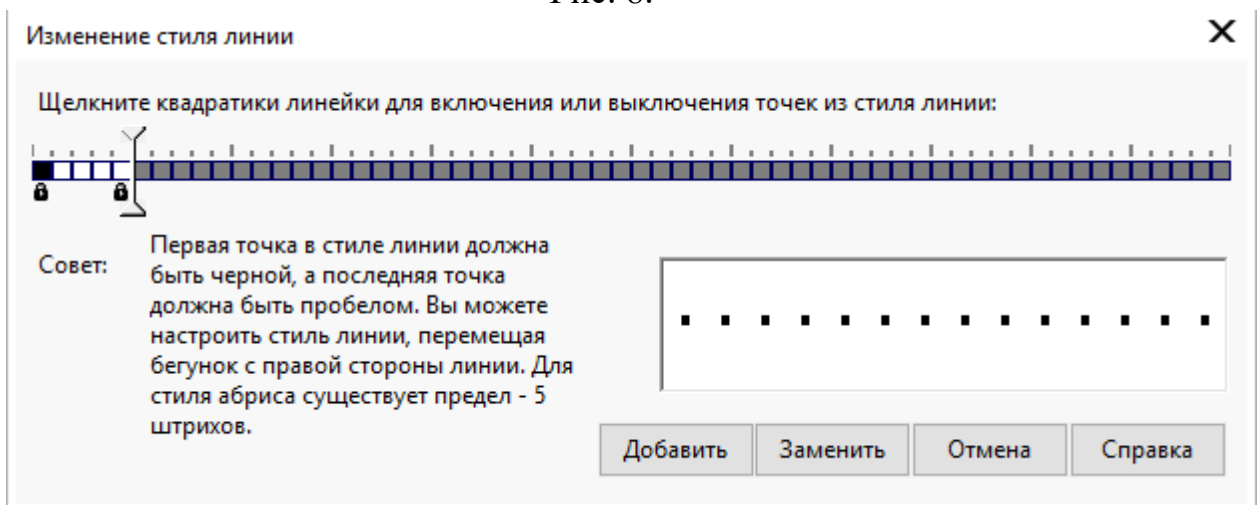 Рис. 6.
Изменение стиля линии
Щелкните квадратики линейки для включения или выключения точек из стиля линии:
Совет:
Первая точка в стиле линии должна
быть черной, а последняя точка
должна быть пробелом. Вы можете
настроить стиль линии, перемещая
бегунок с правой стороны линии. Для
стиля абриса существует предел - 5
штрихов.
Добавить
Заменить
Отмена
Справка